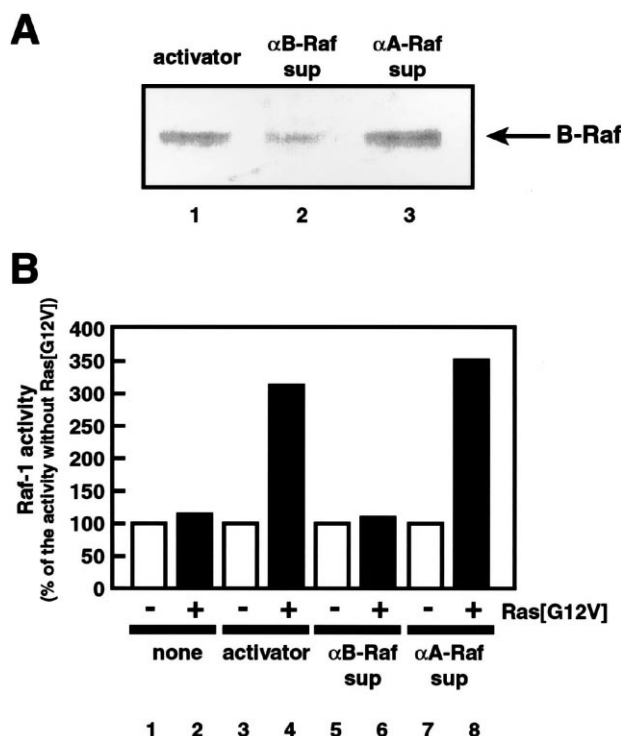 A
activator αB-Raf sup αA-Raf sup
B-Raf
1 2 3
B
Raf-1 activity
(% of the activity without Ras[G12V])
400
350
300
250
200
150
100
50
0
- + - + - + - + Ras[G12V]
none activator αB-Raf sup αA-Raf sup
1 2 3 4 5 6 7 8